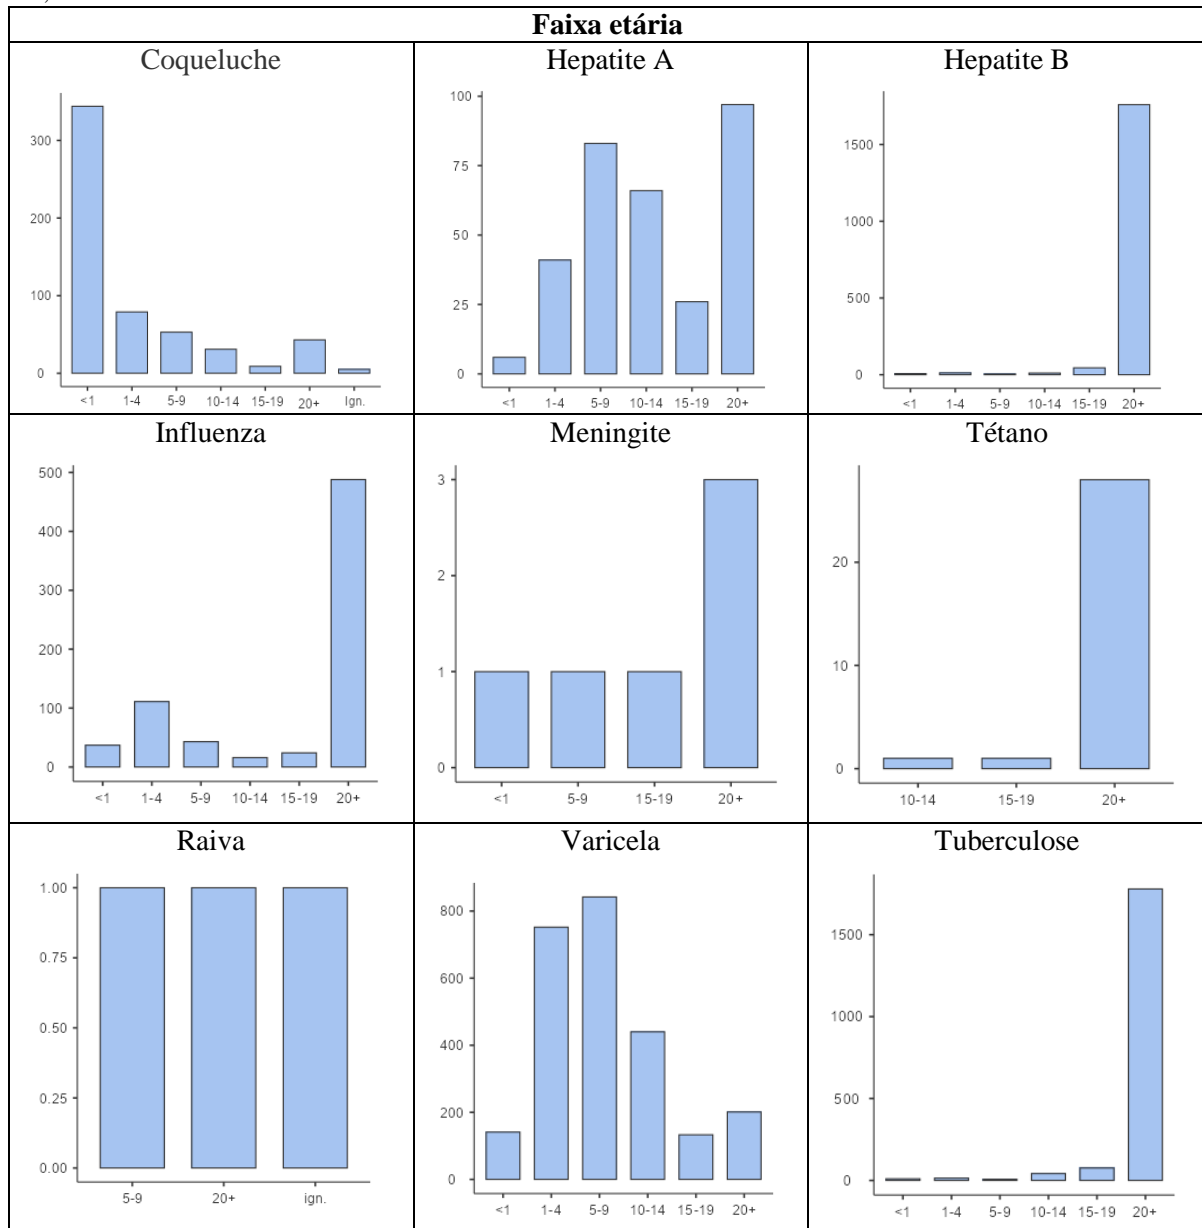 Faixa etária
Coqueluche
300
200
100
0
<1 1-4 5-9 10-14 15-19 20+ Ign.
Hepatite A
100
75
50
25
0
<1 1-4 5-9 10-14 15-19 20+
Hepatite B
1500
1000
500
0
<1 1-4 5-9 10-14 15-19 20+
Influenza
500
400
300
200
100
0
<1 1-4 5-9 10-14 15-19 20+
Meningite
3
2
1
0
<1 5-9 15-19 20+
Tétano
20
10
0
10-14 15-19 20+
Raiva
1.00
0.75
0.50
0.25
0.00
5-9 20+ ign.
Varicela
800
600
400
200
0
<1 1-4 5-9 10-14 15-19 20+
Tuberculose
1500
1000
500
0
<1 1-4 5-9 10-14 15-19 20+